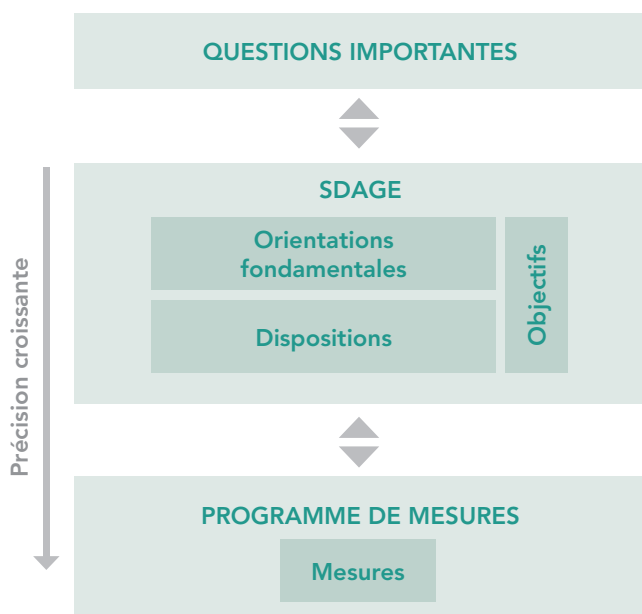 QUESTIONS IMPORTANTES
Précision croissante
SDAGE
Orientations
fondamentales
Dispositions
Objectifs
PROGRAMME DE MESURES
Mesures